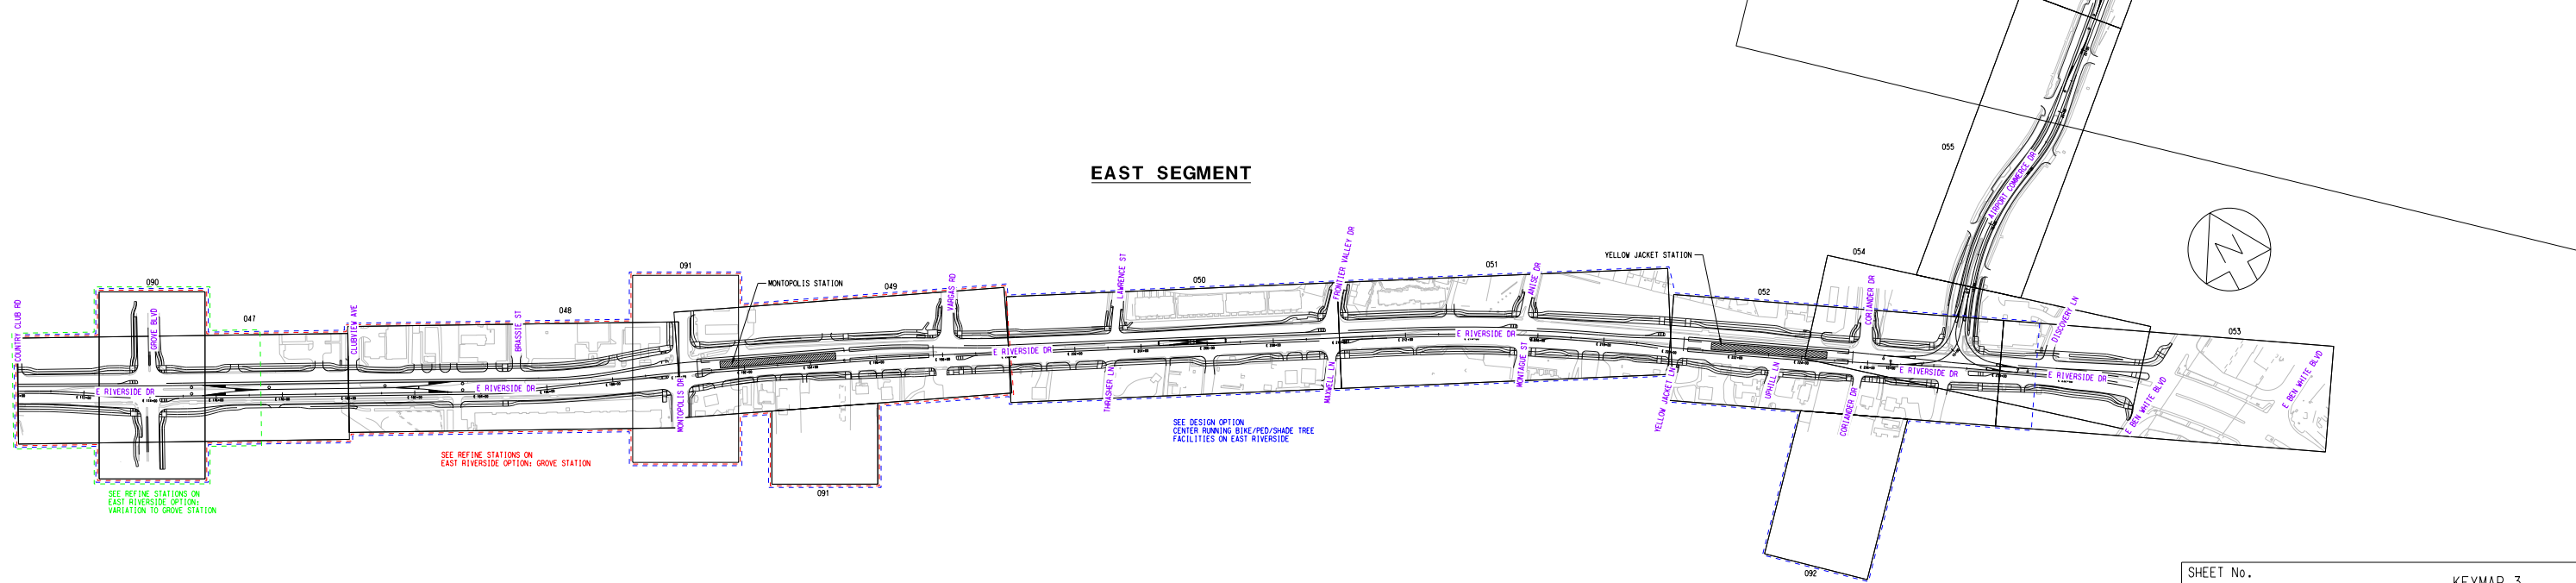 EAST SEGMENT
055
YELLOW JACKET STATION
054
051
052
050
049
091
MONTOPOLIS STATION
090
047
048
053
COUNTRY CLUB RD
GROVE BLVD
CLUBVIEW AVE
BRASSIE ST
MONTOPOLIS DR
VARGAS RD
THRASHER LN
LAWRENCE ST
MAXWELL LN
FRONTIER VALLEY DR
MONTAGUE ST
ANISE DR
YELLOW JACKET LN
UPHILL LN
CORIANDER DR
CORIANDER DR
AIRPORT COMMERCE DR
DISCOVERY LN
E BEN WHITE BLVD
E BEN WHITE BLVD
E RIVERSIDE DR
E RIVERSIDE DR
E RIVERSIDE DR
E RIVERSIDE DR
E RIVERSIDE DR
E RIVERSIDE DR
N
SEE DESIGN OPTION
CENTER RUNNING BIKE/PED/SHADE TREE
FACILITIES ON EAST RIVERSIDE
SEE REFINE STATIONS ON
EAST RIVERSIDE OPTION: GROVE STATION
SEE REFINE STATIONS ON
EAST RIVERSIDE OPTION:
VARIATION TO GROVE STATION
091
092
SHEET No.
KEYMAP 3